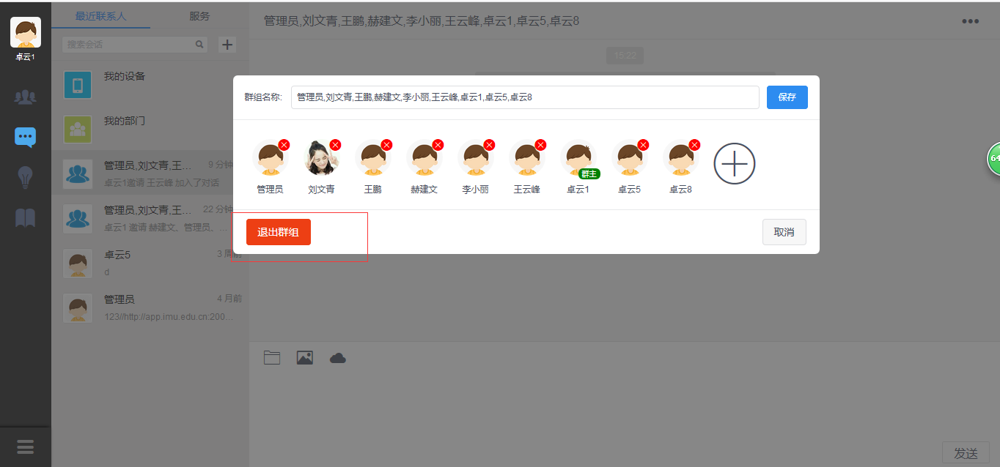 卓云1
最近联系人
服务
搜索会话
我的设备
我的部门
管理员,刘文青,王...
9 分钟
卓云1邀请 王云峰 加入了对话
管理员,刘文青,王...
22 分钟
卓云1 邀请 赫建文、管理员、...
卓云5
3 周前
d
管理员
4 月前
123//http://app.imu.edu.cn:200...
管理员,刘文青,王鹏,赫建文,李小丽,王云峰,卓云1,卓云5,卓云8
15:22
群组名称:
管理员,刘文青,王鹏,赫建文,李小丽,王云峰,卓云1,卓云5,卓云8
保存
群主
管理员
刘文青
王鹏
赫建文
李小丽
王云峰
卓云1
卓云5
卓云8
退出群组
取消
64
发送